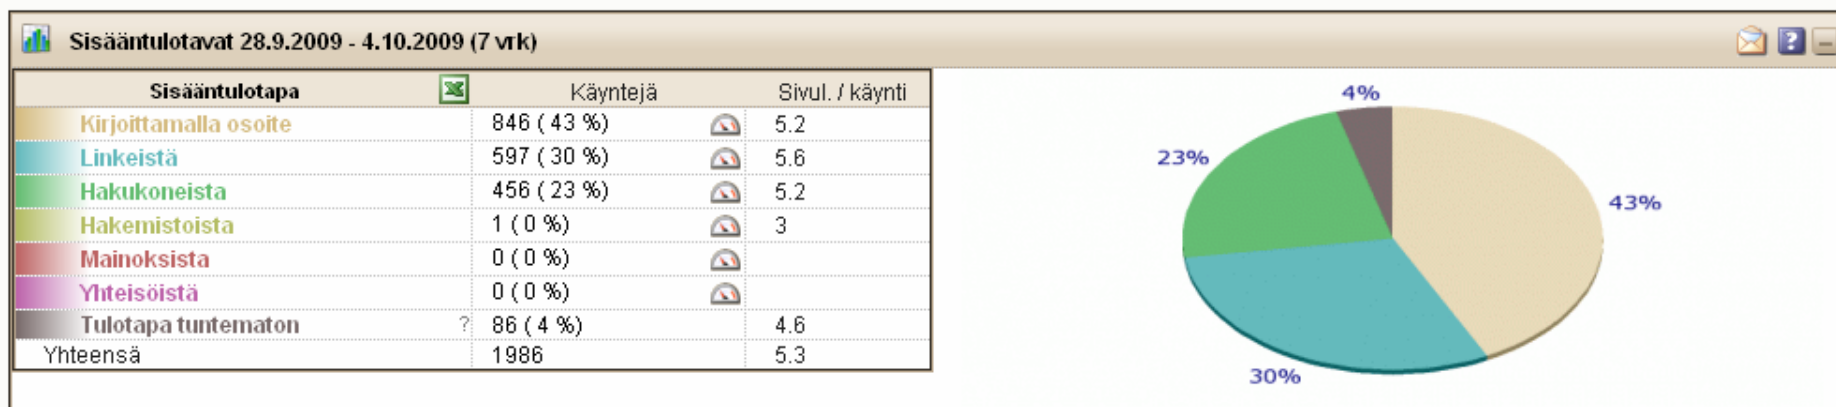 Sisääntulotavat 28.9.2009 - 4.10.2009 (7 vrk)
Sisääntulotapa Käyntejä Sivul. / käynti
Kirjoittamalla osoite 846 ( 43 %) 5.2
Linkeistä 597 ( 30 %) 5.6
Hakukoneista 456 ( 23 %) 5.2
Hakemistoista 1 ( 0 %) 3
Mainoksista 0 ( 0 %)
Yhteisöistä 0 ( 0 %)
Tulotapa tuntematon ? 86 ( 4 %) 4.6
Yhteensä 1986 5.3
4%
23%
43%
30%